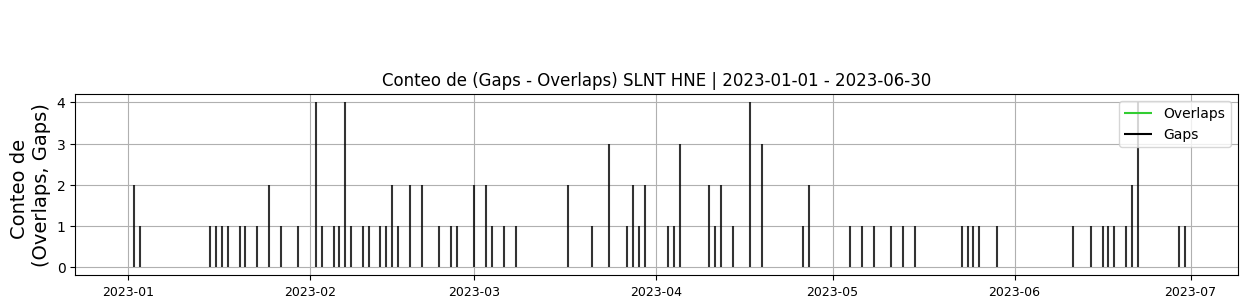 Conteo de (Gaps - Overlaps) SLNT HNE | 2023-01-01 - 2023-06-30
Conteo de
(Overlaps, Gaps)
4
3
2
1
0
Overlaps
Gaps
2023-01
2023-02
2023-03
2023-04
2023-05
2023-06
2023-07